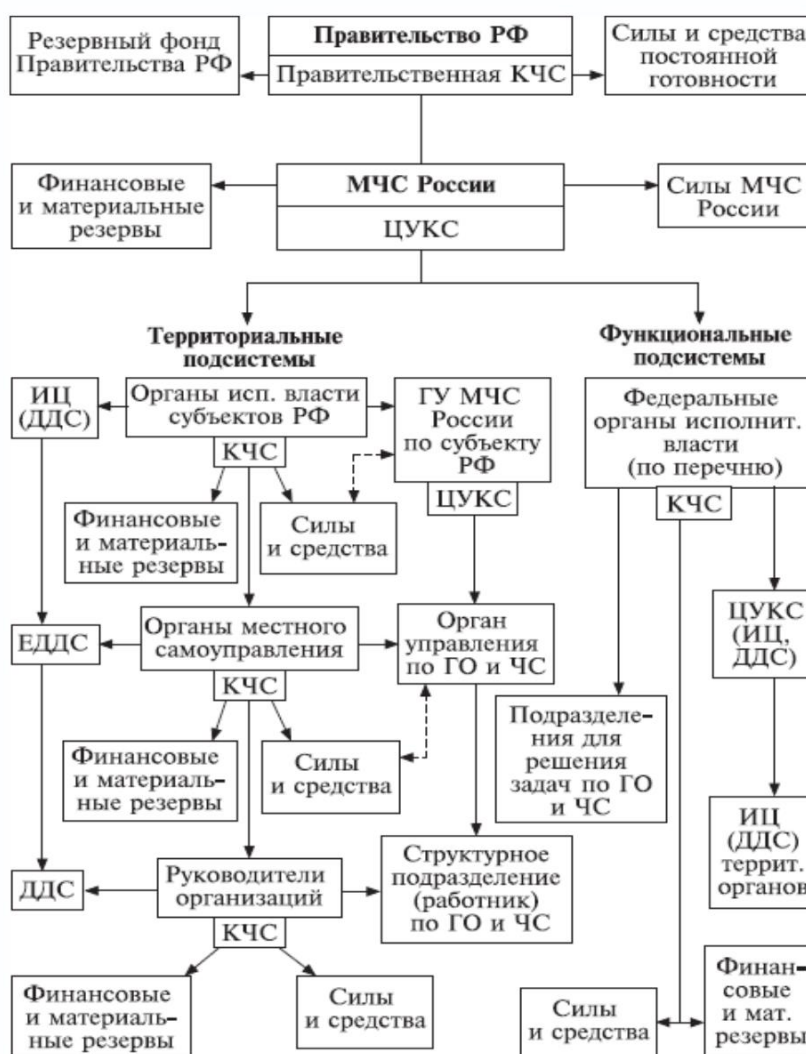 Резервный фонд
Правительства РФ
Правительство РФ
Правительственная КЧС
Силы и средства
постоянной
готовности
Финансовые
и материальные
резервы
МЧС России
ЦУКС
Силы МЧС
России
Территориальные
подсистемы
Функциональные
подсистемы
ИЦ
(ДДС)
Органы исп. власти
субъектов РФ
КЧС
ГУ МЧС
России
по субъекту
РФ
ЦУКС
Федеральные
органы исполнит.
власти
(по перечню)
КЧС
Финансовые
и материаль-
ные резервы
Силы
и средства
ЕДДС
Органы местного
самоуправления
КЧС
Орган
управления
по ГО и ЧС
ЦУКС
(ИЦ,
ДДС)
Финансовые
и материаль-
ные резервы
Силы
и средства
Подразделе-
ния для
решения
задач по ГО
и ЧС
ИЦ
(ДДС)
террит.
органов
ДДС
Руководители
организаций
КЧС
Структурное
подразделение
(работник)
по ГО и ЧС
Финансовые
и материаль-
ные резервы
Силы
и средства
Силы
и средства
Финан-
совые
и мат.
резервы